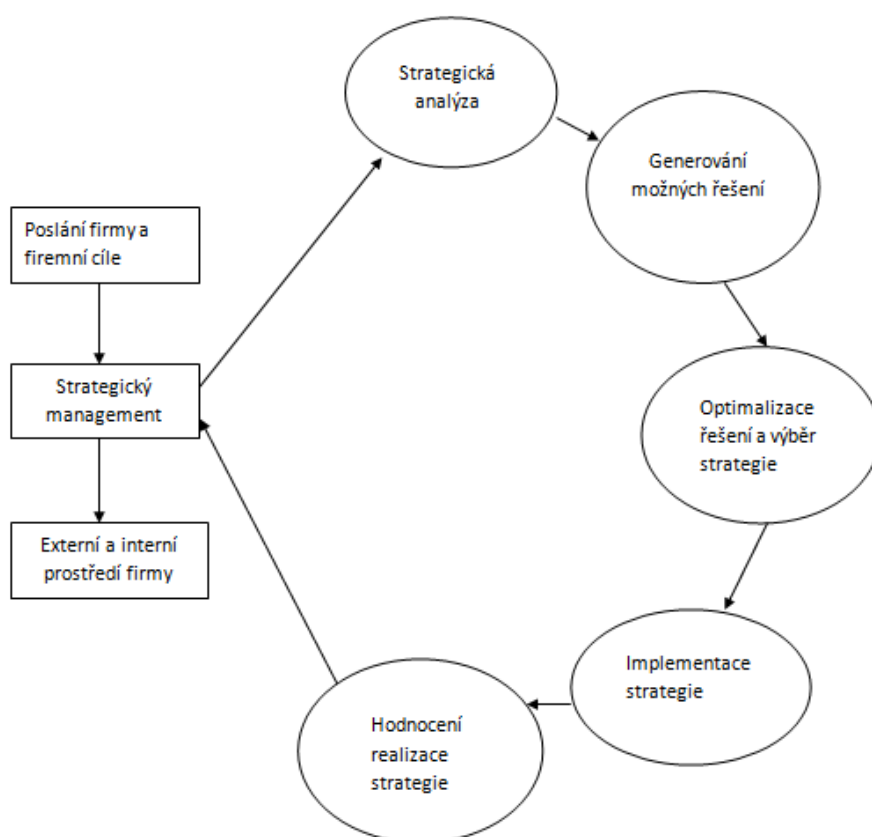 Strategická
analýza
Generování
možných řešení
Poslání firmy a
firemní cíle
Strategický
management
Optimalizace
řešení a výběr
strategie
Externí a interní
prostředí firmy
Implementace
strategie
Hodnocení
realizace
strategie